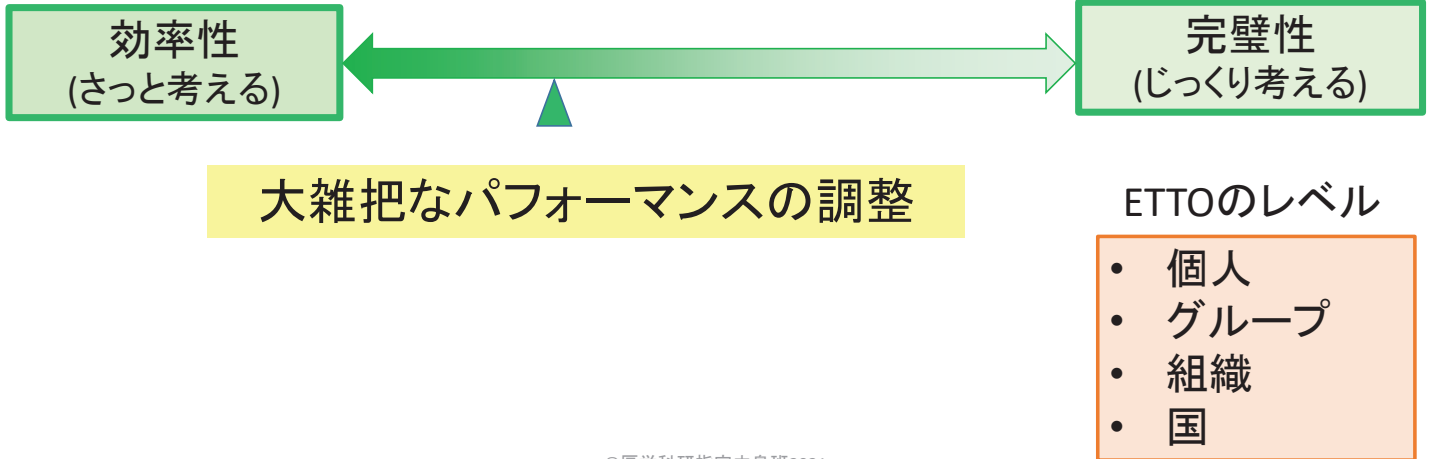 効率性
(さっと考える)
完璧性
(じっくり考える)
大雑把なパフォーマンスの調整
ETTOのレベル
• 個人
• グループ
• 組織
• 国